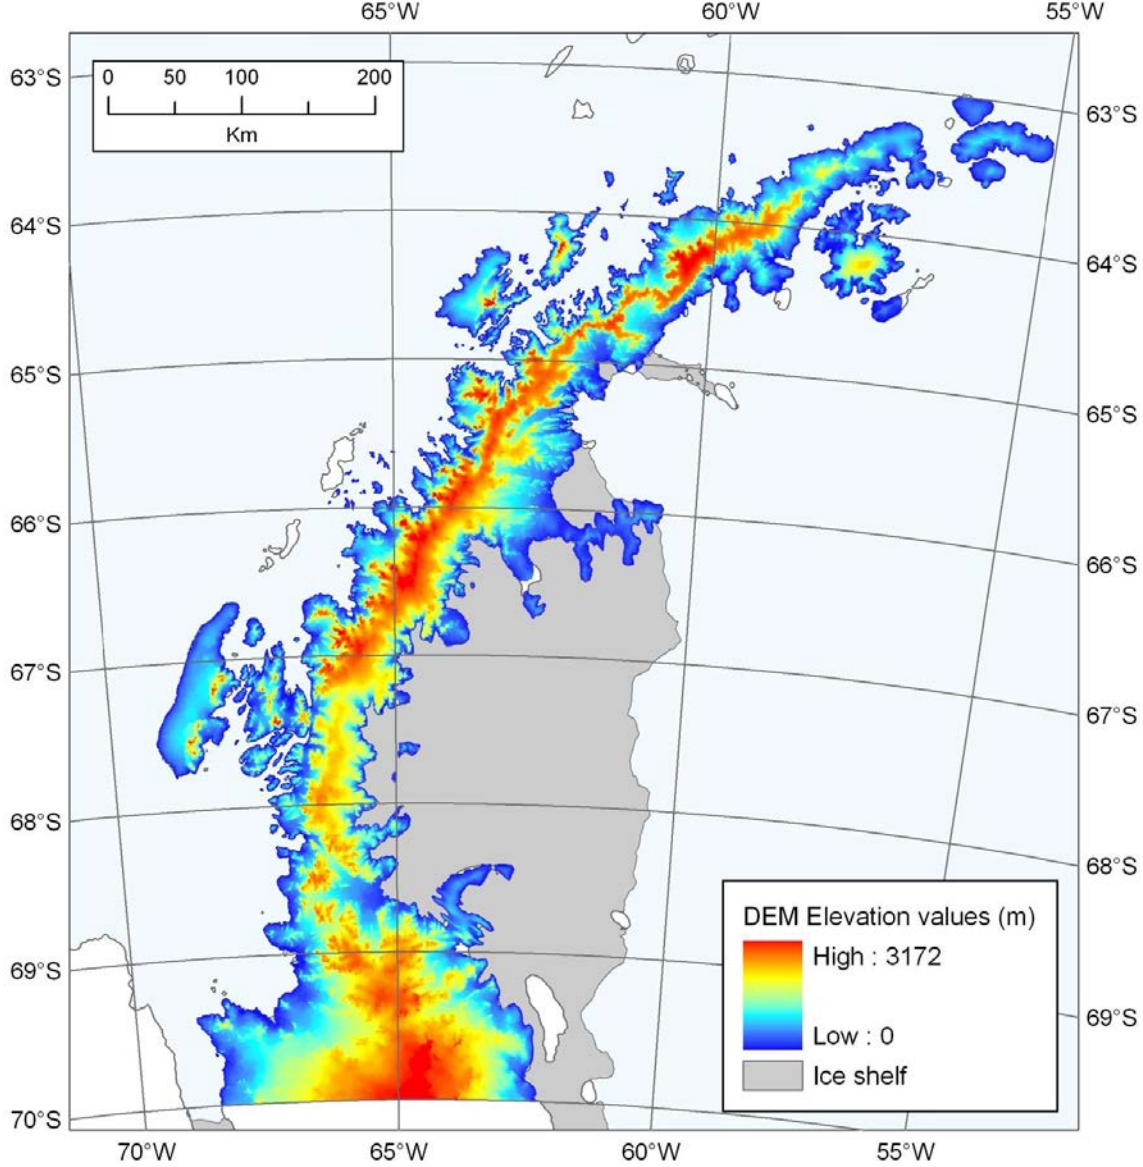 65°W 60°W 55°W
63°S
0 50 100 200
Km
63°S
64°S
64°S
65°S
65°S
66°S
66°S
67°S
67°S
68°S
68°S
DEM Elevation values (m)
High : 3172
Low : 0
Ice shelf
69°S
69°S
70°S
70°W 65°W 60°W 55°W